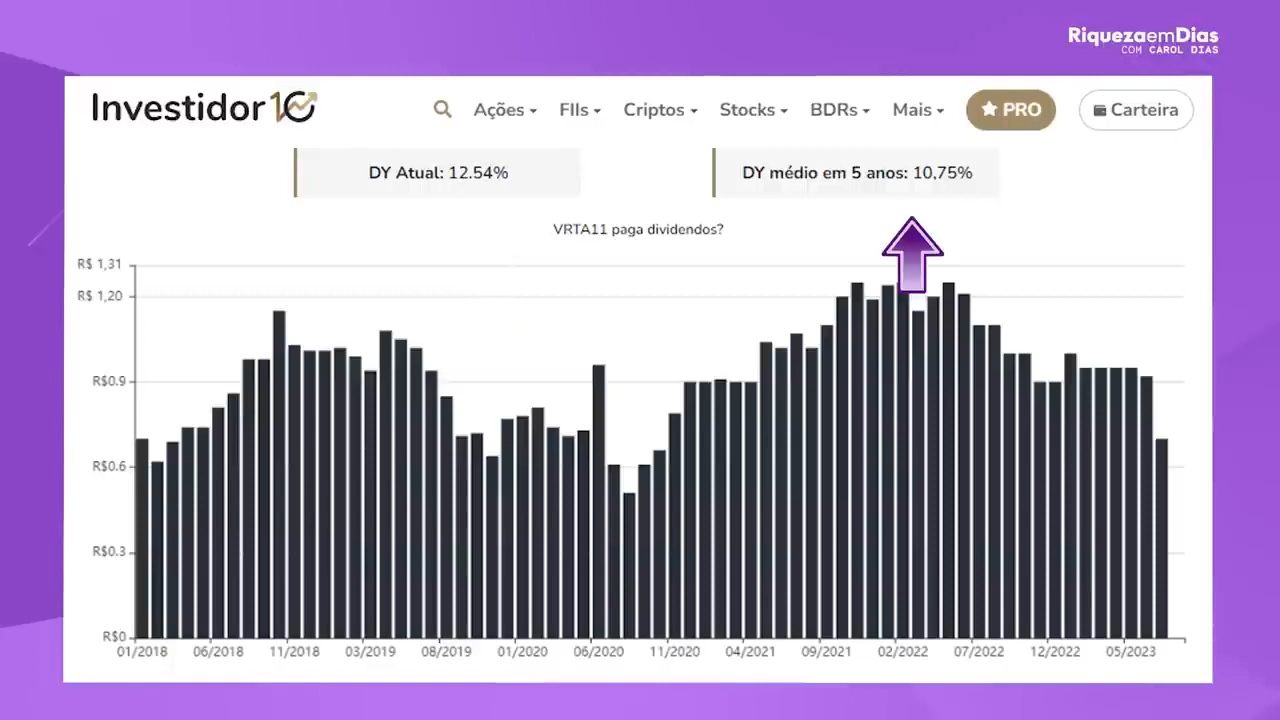 RiquezaemDias
COM CAROL DIAS
Investidor10
Ações
FIIs
Criptos
Stocks
BDRs
Mais
PRO
Carteira
DY Atual: 12.54%
DY médio em 5 anos: 10,75%
VRTA11 paga dividendos?
R$ 1,31
R$ 1,20
R$0.9
R$0.6
R$0.3
R$0
01/2018 06/2018 11/2018 03/2019 08/2019 01/2020 06/2020 11/2020 04/2021 09/2021 02/2022 07/2022 12/2022 05/2023